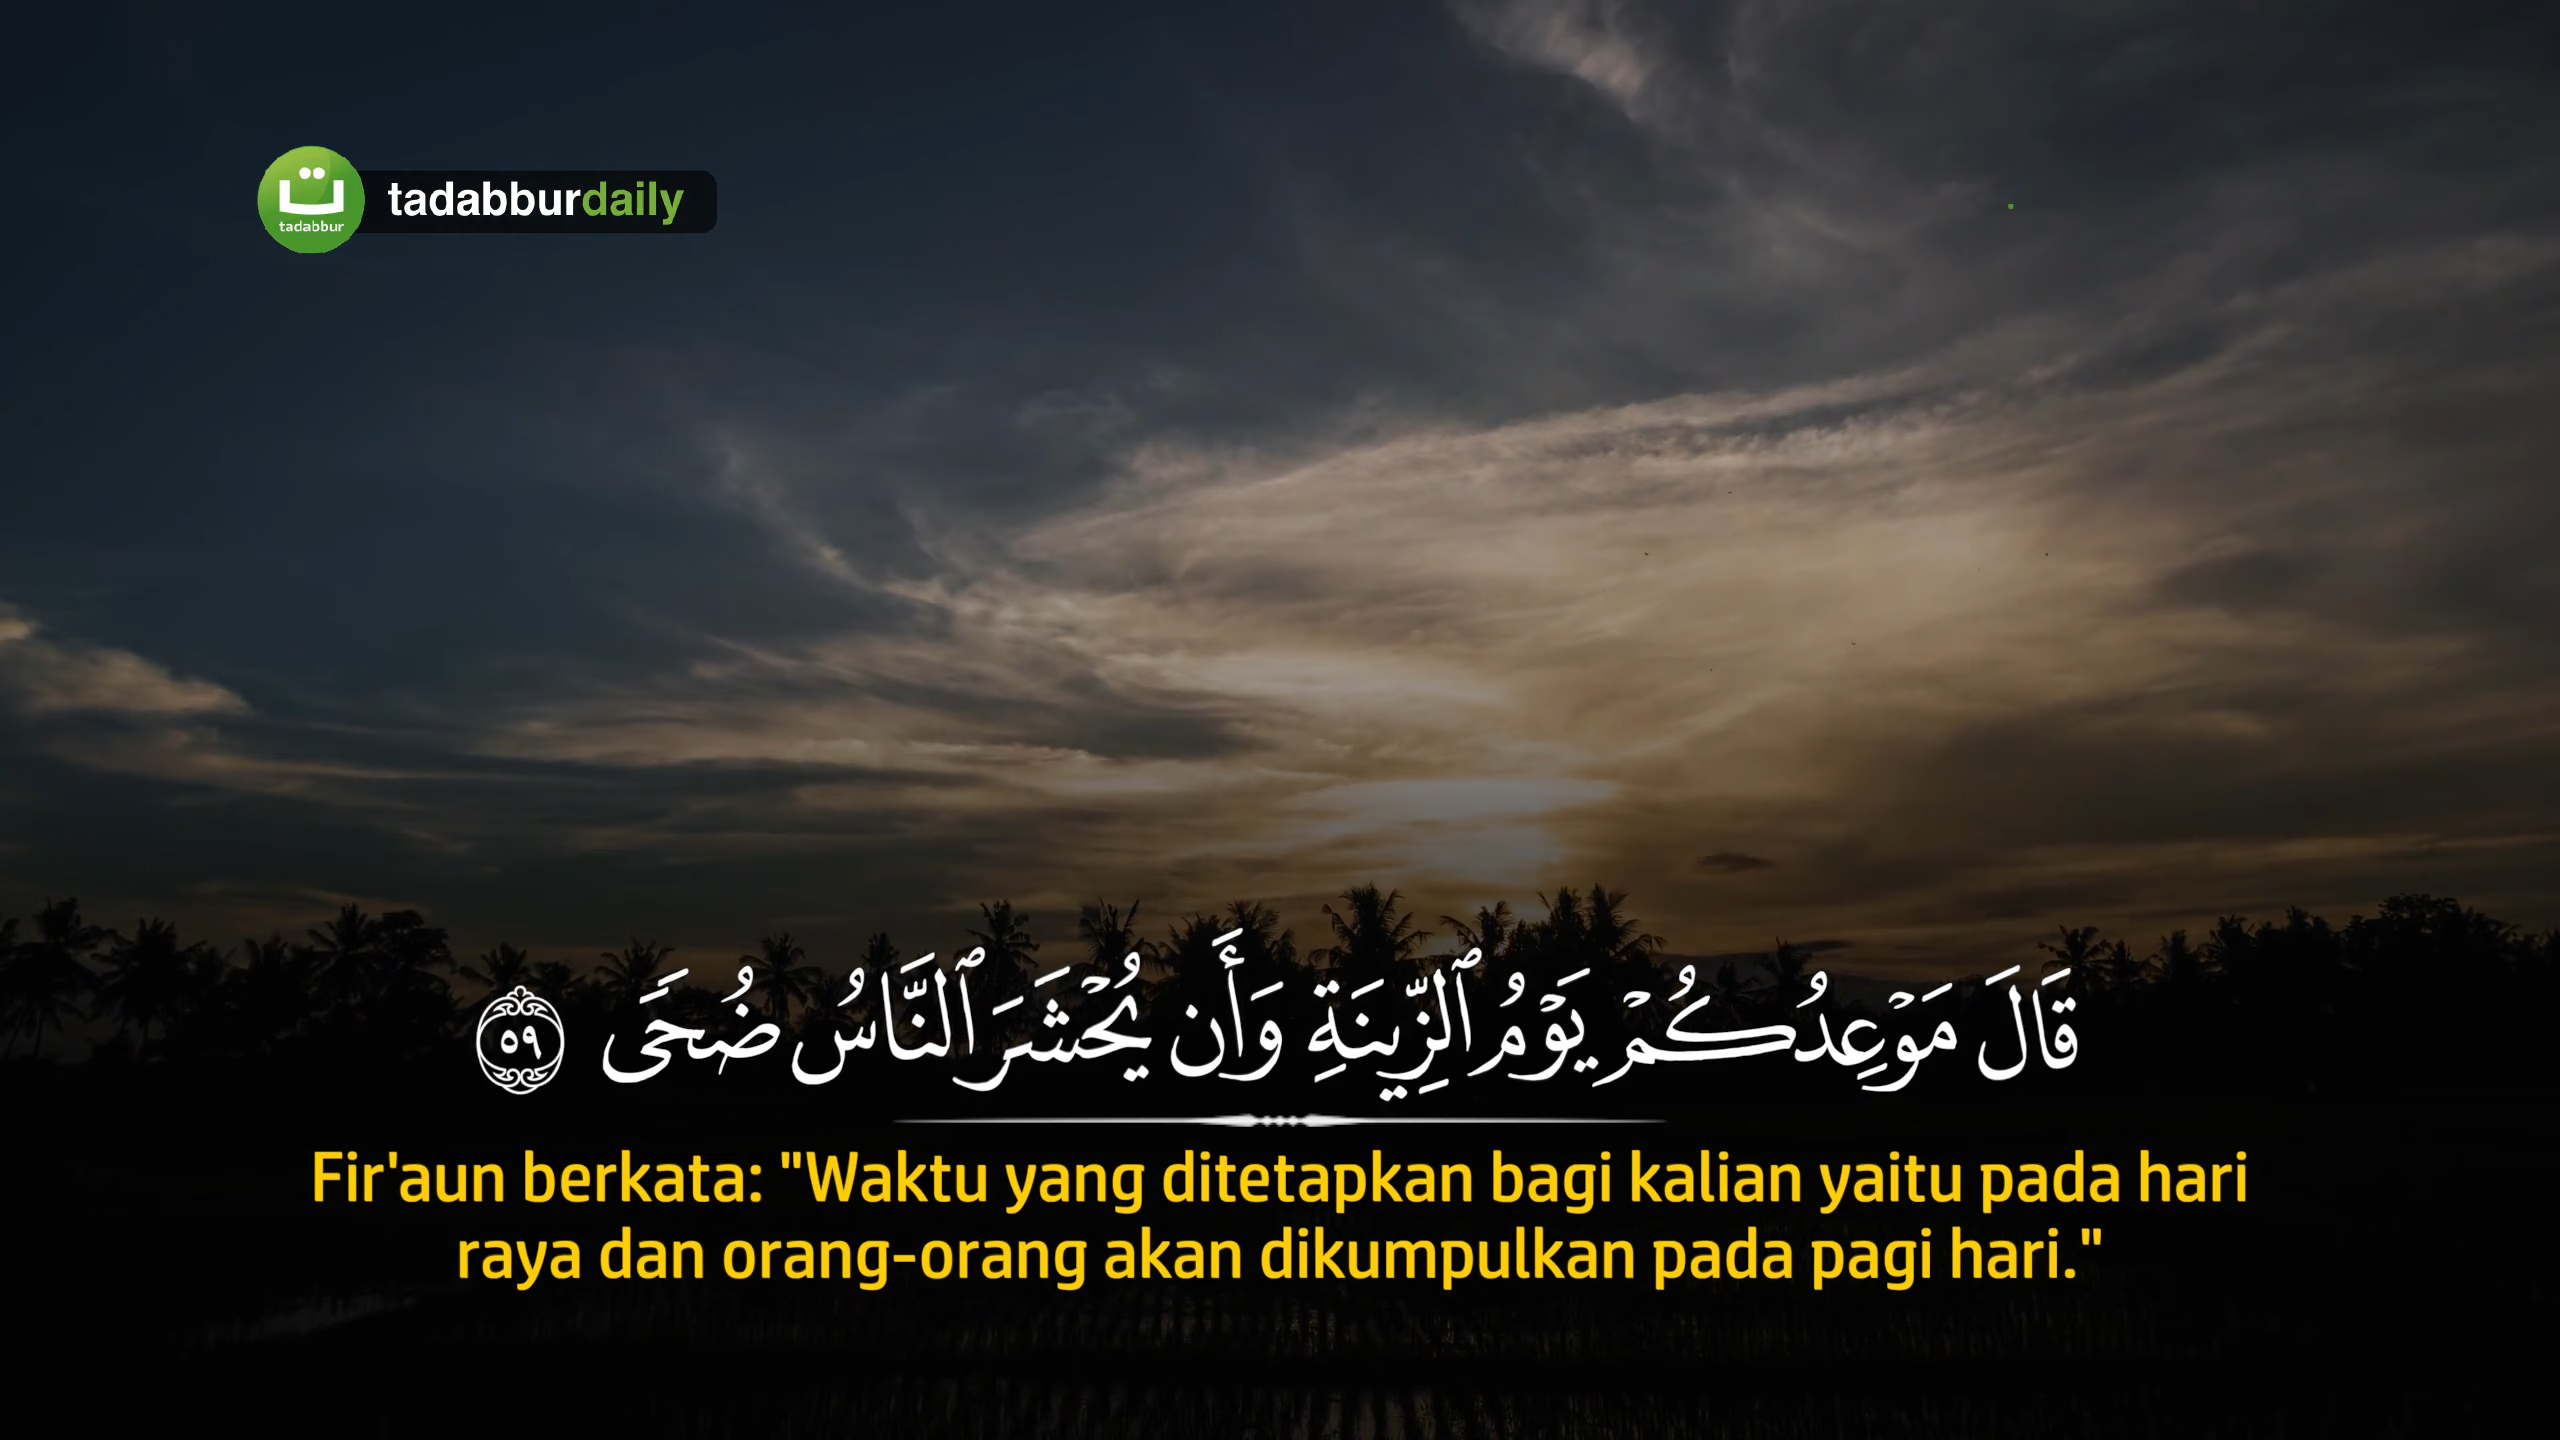 ت
tadabbur
tadabburdaily
قَالَ مَوْعِدُكُمْ يَوْمُ ٱلزِّينَةِ وَأَن يُحْشَرَ ٱلنَّاسُ ضُحًى ٥٩
Fir'aun berkata: "Waktu yang ditetapkan bagi kalian yaitu pada hari
raya dan orang-orang akan dikumpulkan pada pagi hari."